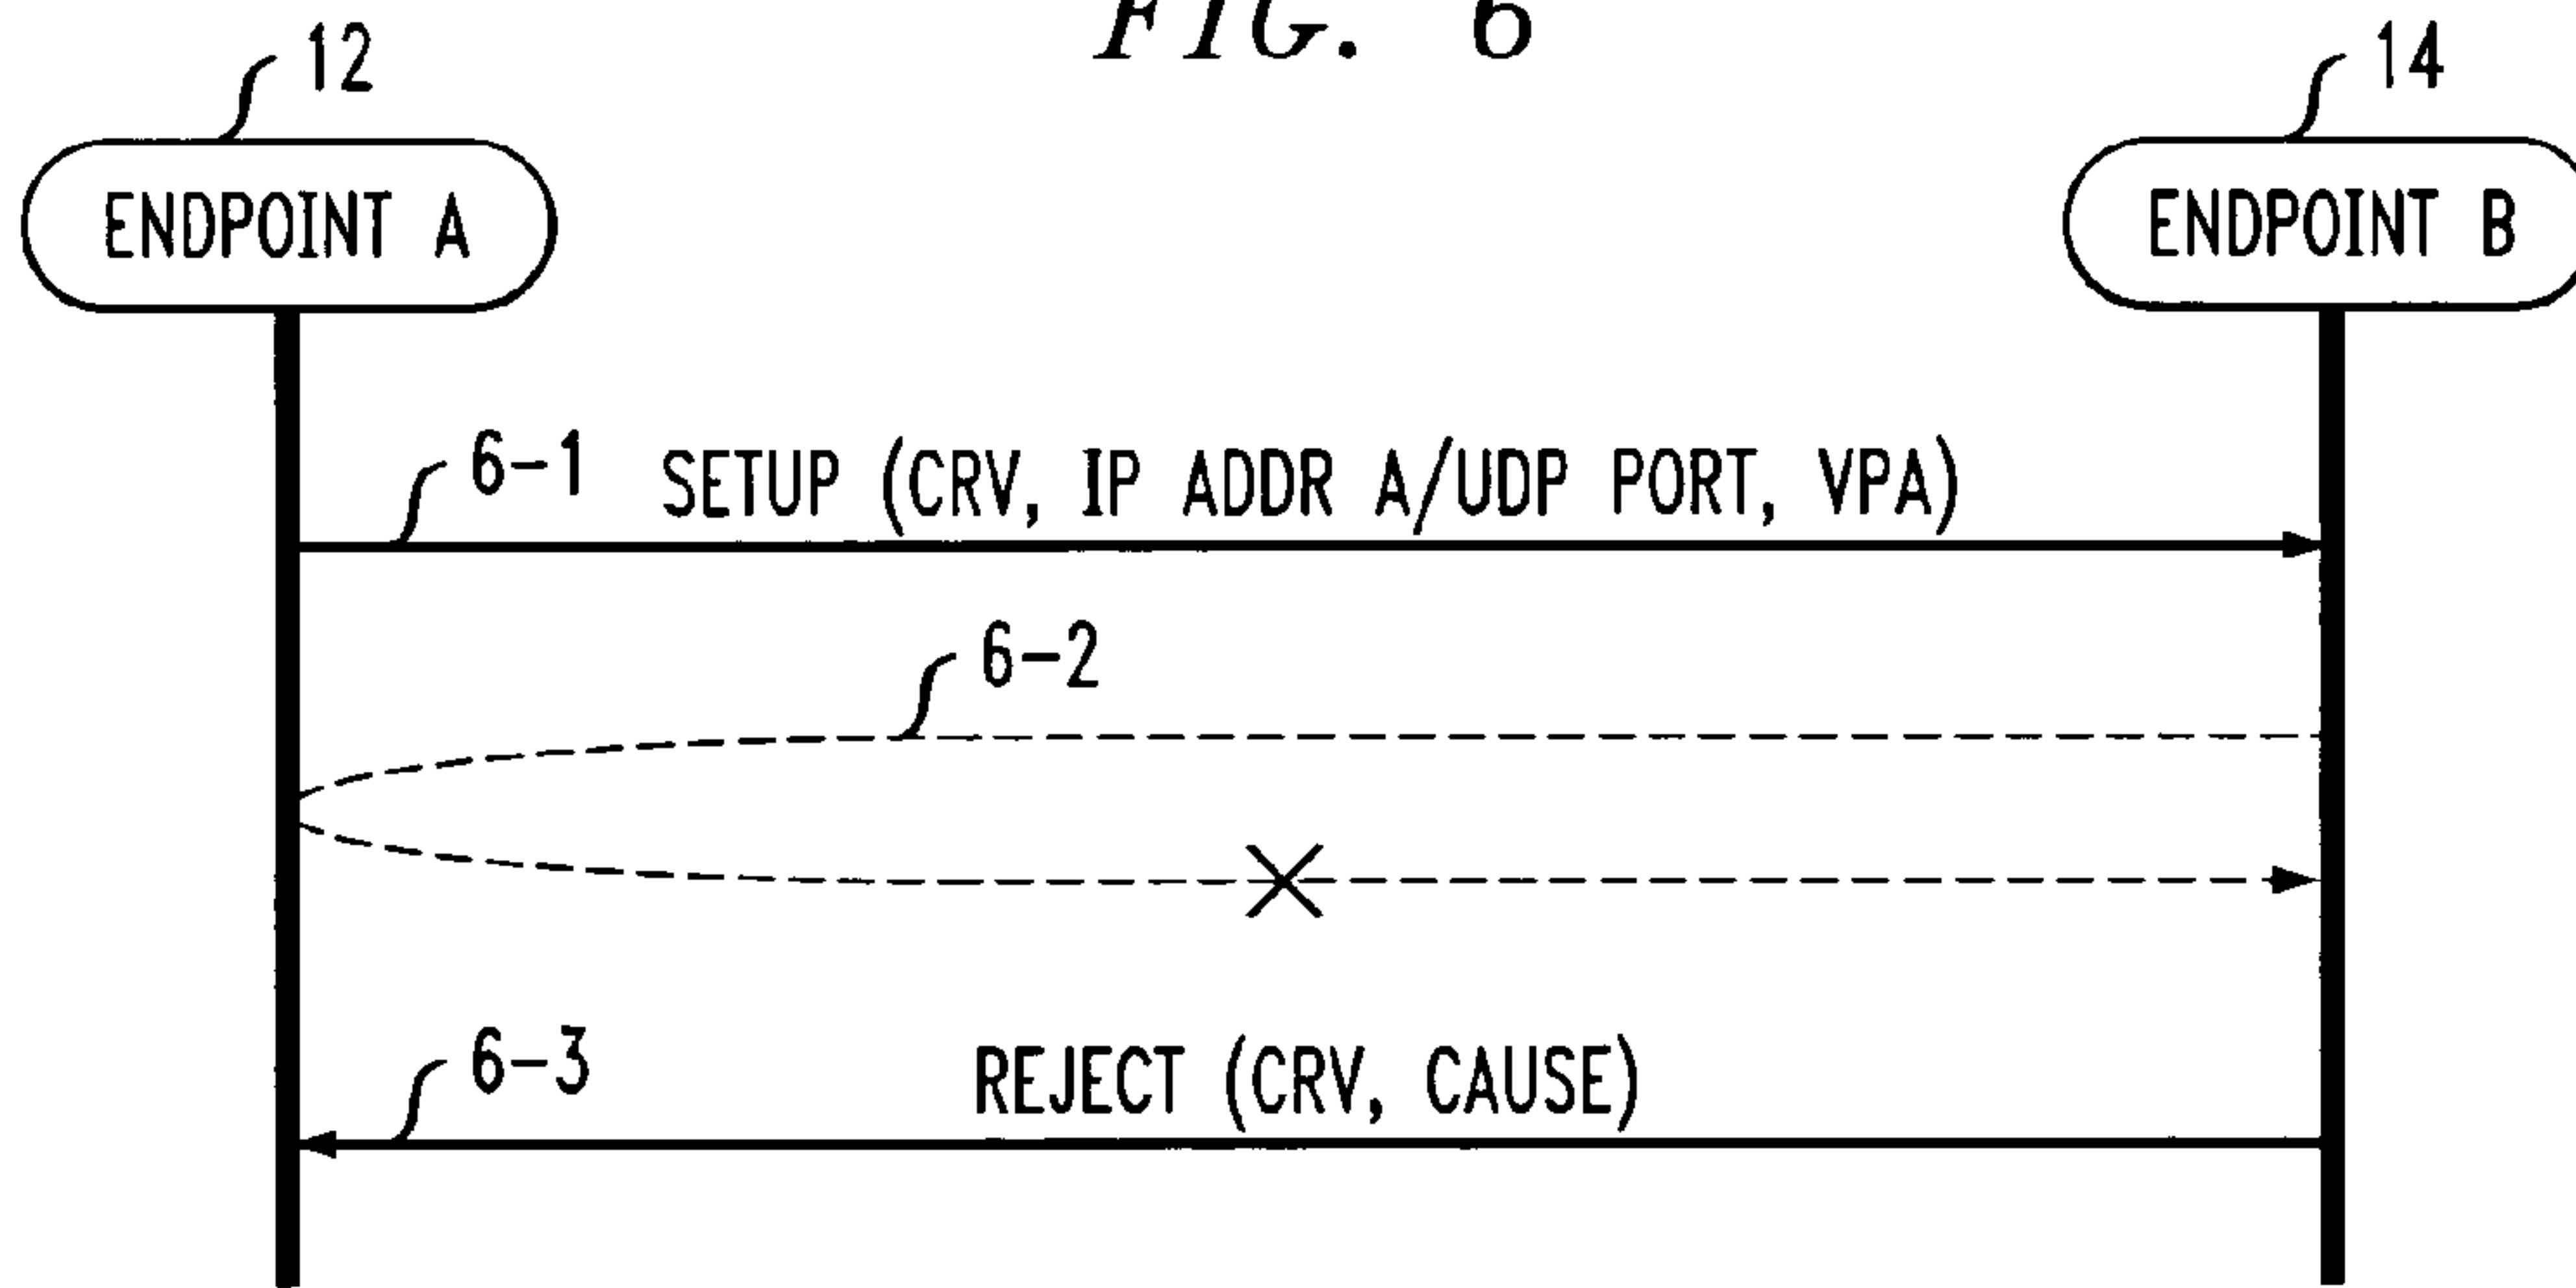 FIG. 6
12
14
ENDPOINT A
ENDPOINT B
6-1
SETUP (CRV, IP ADDR A/UDP PORT, VPA)
6-2
6-3
REJECT (CRV, CAUSE)